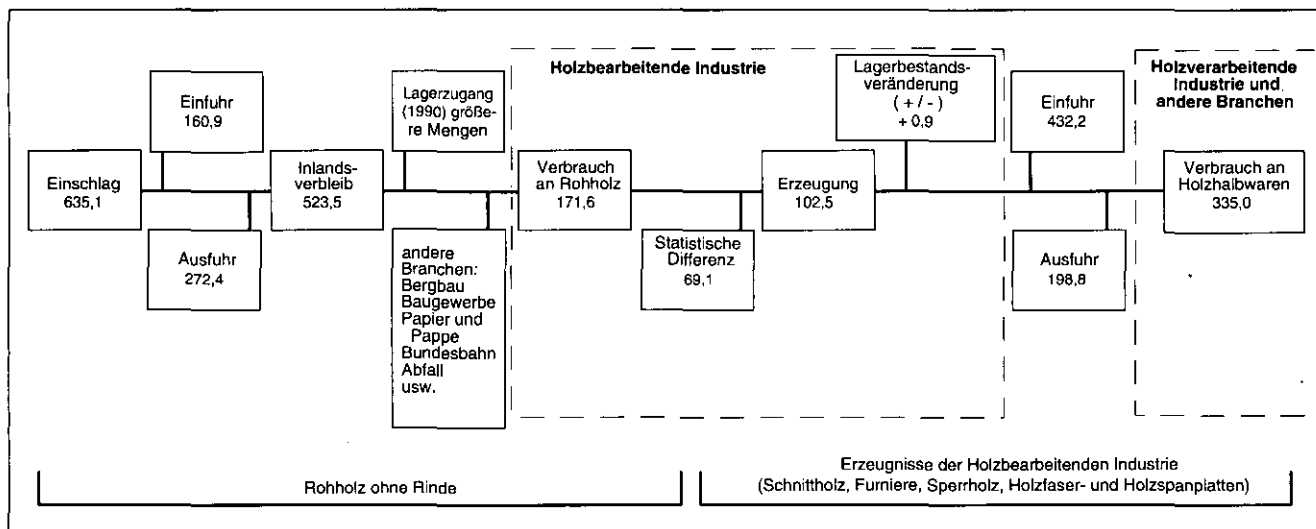 Holzbearbeitende Industrie
Holzverarbeitende
Industrie und
andere Branchen
Einfuhr
160,9
Lagerzugang
(1990) größe-
re Mengen
Lagerbestands-
veränderung
( + / - )
+ 0,9
Einfuhr
432,2
Einschlag
635,1
Inlands-
verbleib
523,5
Verbrauch
an Rohholz
171,6
Erzeugung
102,5
Verbrauch an
Holzhalbwaren
335,0
Ausfuhr
272,4
andere
Branchen:
Bergbau
Baugewerbe
Papier und
Pappe
Bundesbahn
Abfall
usw.
Statistische
Differenz
69,1
Ausfuhr
198,8
Rohholz ohne Rinde
Erzeugnisse der Holzbearbeitenden Industrie
(Schnittholz, Furniere, Sperrholz, Holzfaser- und Holzspanplatten)